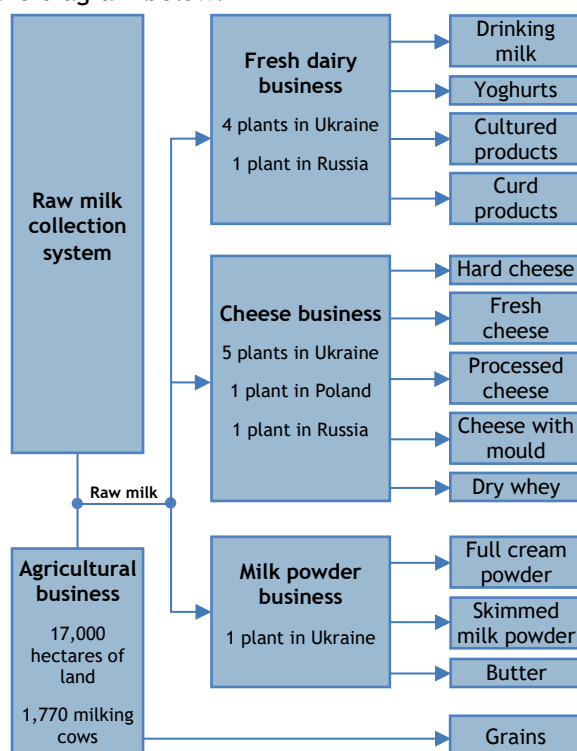 Raw milk
collection
system
Raw milk
Agricultural
business
17,000
hectares of
land
1,770 milking
cows
Fresh dairy
business
4 plants in Ukraine
1 plant in Russia
Drinking
milk
Yoghurts
Cultured
products
Curd
products
Cheese business
5 plants in Ukraine
1 plant in Poland
1 plant in Russia
Hard cheese
Fresh
cheese
Processed
cheese
Cheese with
mould
Dry whey
Milk powder
business
1 plant in Ukraine
Full cream
powder
Skimmed
milk powder
Butter
Grains